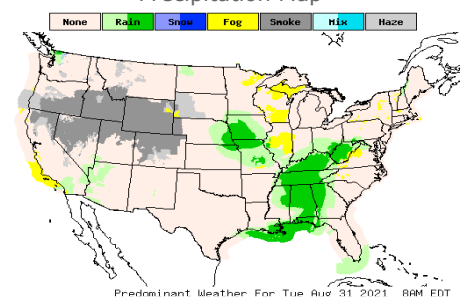 Precipitation Map
None Rain Snow Fog Smoke Mix Haze
Predominant Weather For Tue Aug 31 2021 8AM EDT